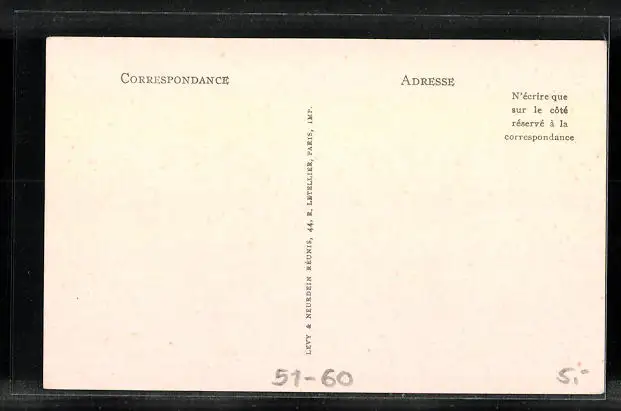 CORRESPONDANCE
ADRESSE
N'écrire que
sur le côté
réservé à la
correspondance
LEVY & NEURDEIN RÉUNIS, 44, R. LETELLIER, PARIS, IMP.
51-60
5,-